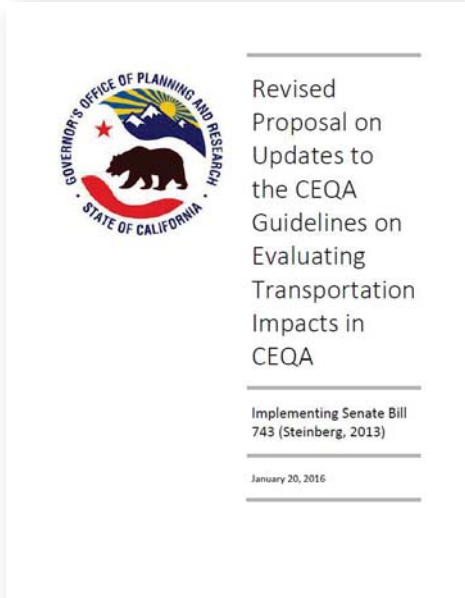 GOVERNOR'S OFFICE OF PLANNING AND RESEARCH
STATE OF CALIFORNIA
Revised
Proposal on
Updates to
the CEQA
Guidelines on
Evaluating
Transportation
Impacts in
CEQA
Implementing Senate Bill
743 (Steinberg, 2013)
January 20, 2016